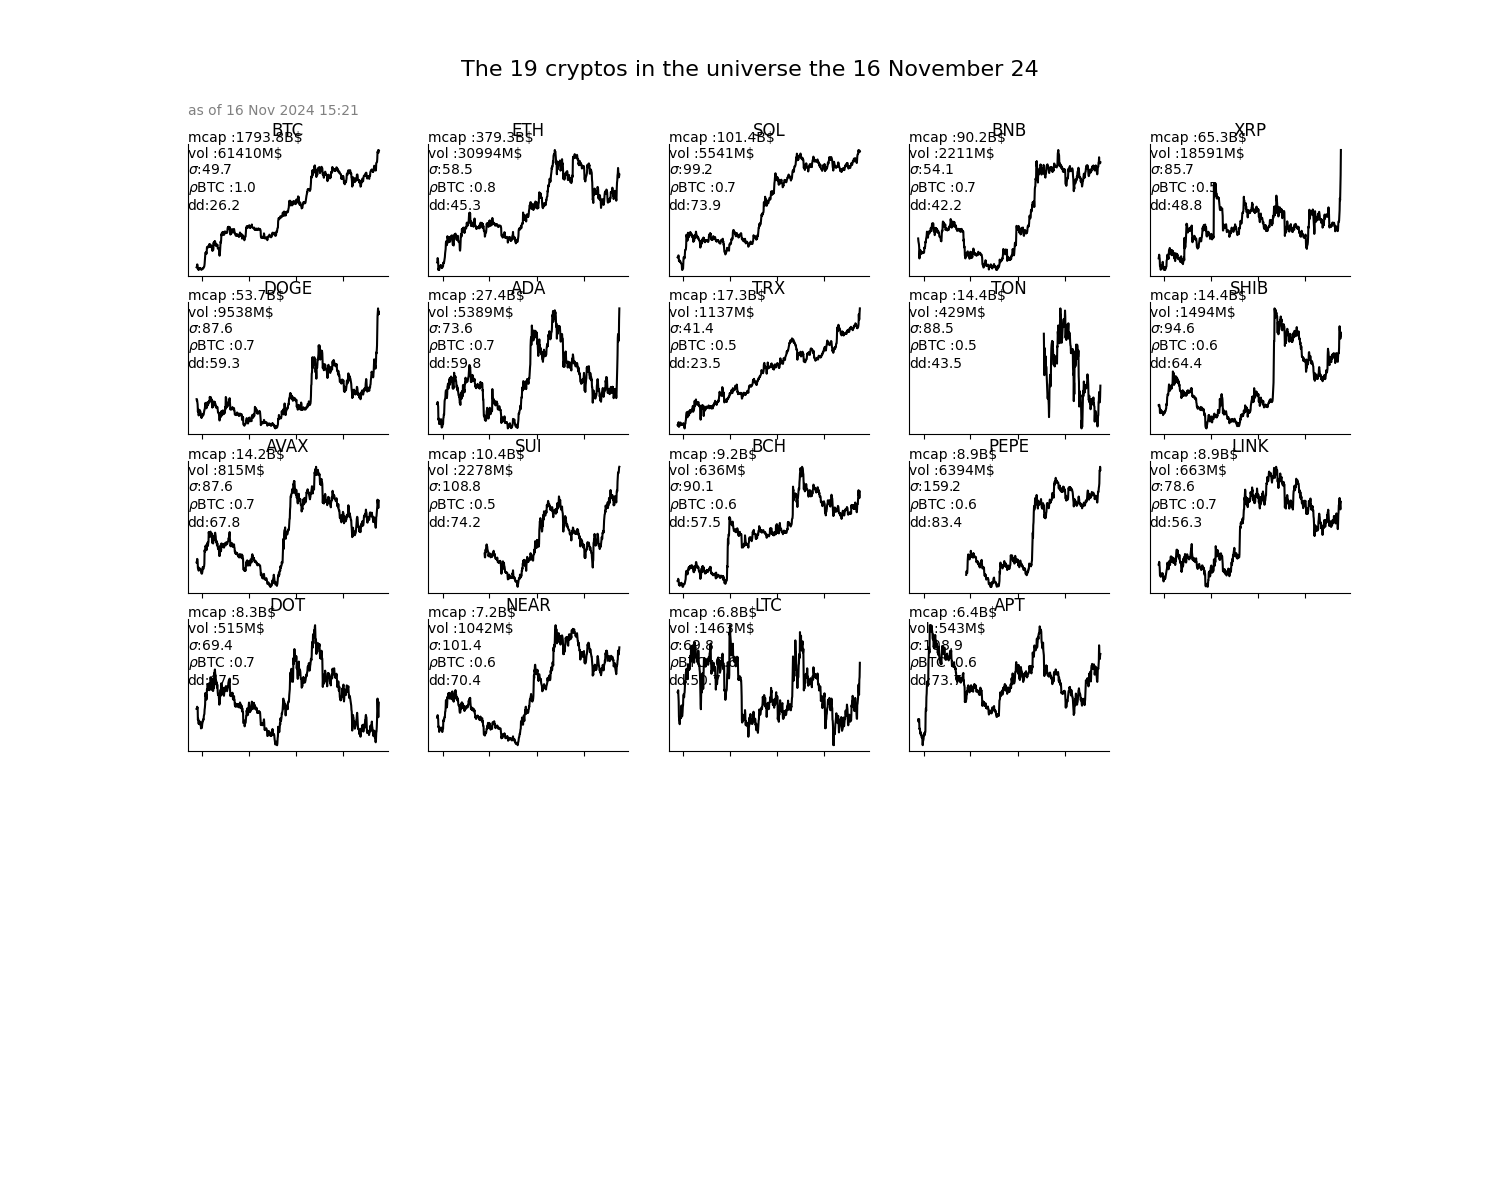 The 19 cryptos in the universe the 16 November 24
as of 16 Nov 2024 15:21
BTC
mcap :1793.8B$
vol :61410M$
σ:49.7
ρBTC :1.0
dd:26.2
ETH
mcap :379.3B$
vol :30994M$
σ:58.5
ρBTC :0.8
dd:45.3
SOL
mcap :101.4B$
vol :5541M$
σ:99.2
ρBTC :0.7
dd:73.9
BNB
mcap :90.2B$
vol :2211M$
σ:54.1
ρBTC :0.7
dd:42.2
XRP
mcap :65.3B$
vol :18591M$
σ:85.7
ρBTC :0.5
dd:48.8
DOGE
mcap :53.7B$
vol :9538M$
σ:87.6
ρBTC :0.7
dd:59.3
ADA
mcap :27.4B$
vol :5389M$
σ:73.6
ρBTC :0.7
dd:59.8
TRX
mcap :17.3B$
vol :1137M$
σ:41.4
ρBTC :0.5
dd:23.5
TON
mcap :14.4B$
vol :429M$
σ:88.5
ρBTC :0.5
dd:43.5
SHIB
mcap :14.4B$
vol :1494M$
σ:94.6
ρBTC :0.6
dd:64.4
AVAX
mcap :14.2B$
vol :815M$
σ:87.6
ρBTC :0.7
dd:67.8
SUI
mcap :10.4B$
vol :2278M$
σ:108.8
ρBTC :0.5
dd:74.2
BCH
mcap :9.2B$
vol :636M$
σ:90.1
ρBTC :0.6
dd:57.5
PEPE
mcap :8.9B$
vol :6394M$
σ:159.2
ρBTC :0.6
dd:83.4
LINK
mcap :8.9B$
vol :663M$
σ:78.6
ρBTC :0.7
dd:56.3
DOT
mcap :8.3B$
vol :515M$
σ:69.4
ρBTC :0.7
NEAR
mcap :7.2B$
vol :1042M$
σ:101.4
ρBTC :0.6
dd:70.4
LTC
mcap :6.8B$
vol :1463M$
σ:69.8
APT
mcap :6.4B$
vol :543M$
ρBTC :0.6